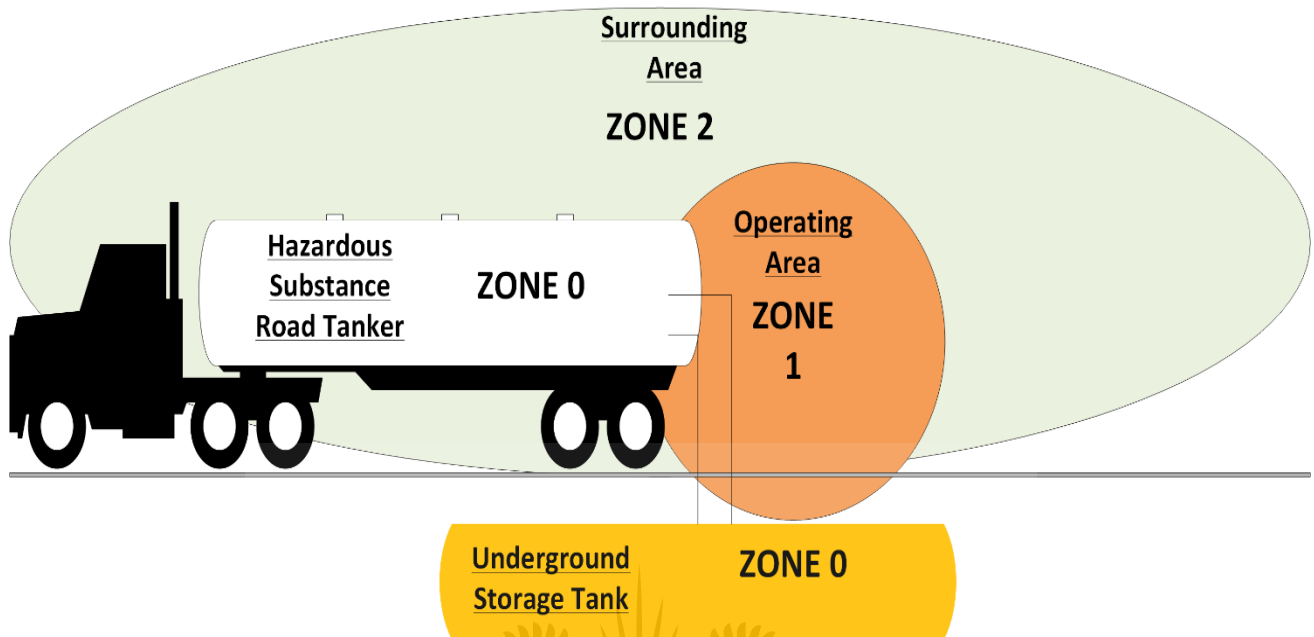 Surrounding
Area
ZONE 2
Hazardous
Substance
Road Tanker
ZONE 0
Operating
Area
ZONE
1
Underground
Storage Tank
ZONE 0